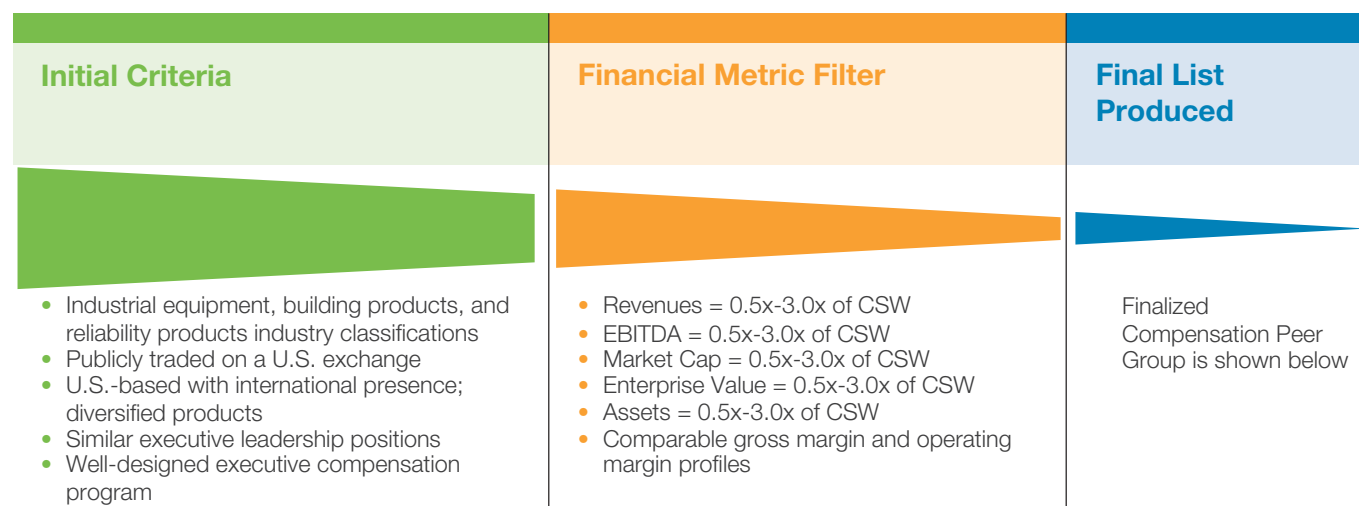 Initial Criteria
• Industrial equipment, building products, and
reliability products industry classifications
• Publicly traded on a U.S. exchange
• U.S.-based with international presence;
diversified products
• Similar executive leadership positions
• Well-designed executive compensation
program
Financial Metric Filter
• Revenues = 0.5x-3.0x of CSW
• EBITDA = 0.5x-3.0x of CSW
• Market Cap = 0.5x-3.0x of CSW
• Enterprise Value = 0.5x-3.0x of CSW
• Assets = 0.5x-3.0x of CSW
• Comparable gross margin and operating
margin profiles
Final List
Produced
Finalized
Compensation Peer
Group is shown below